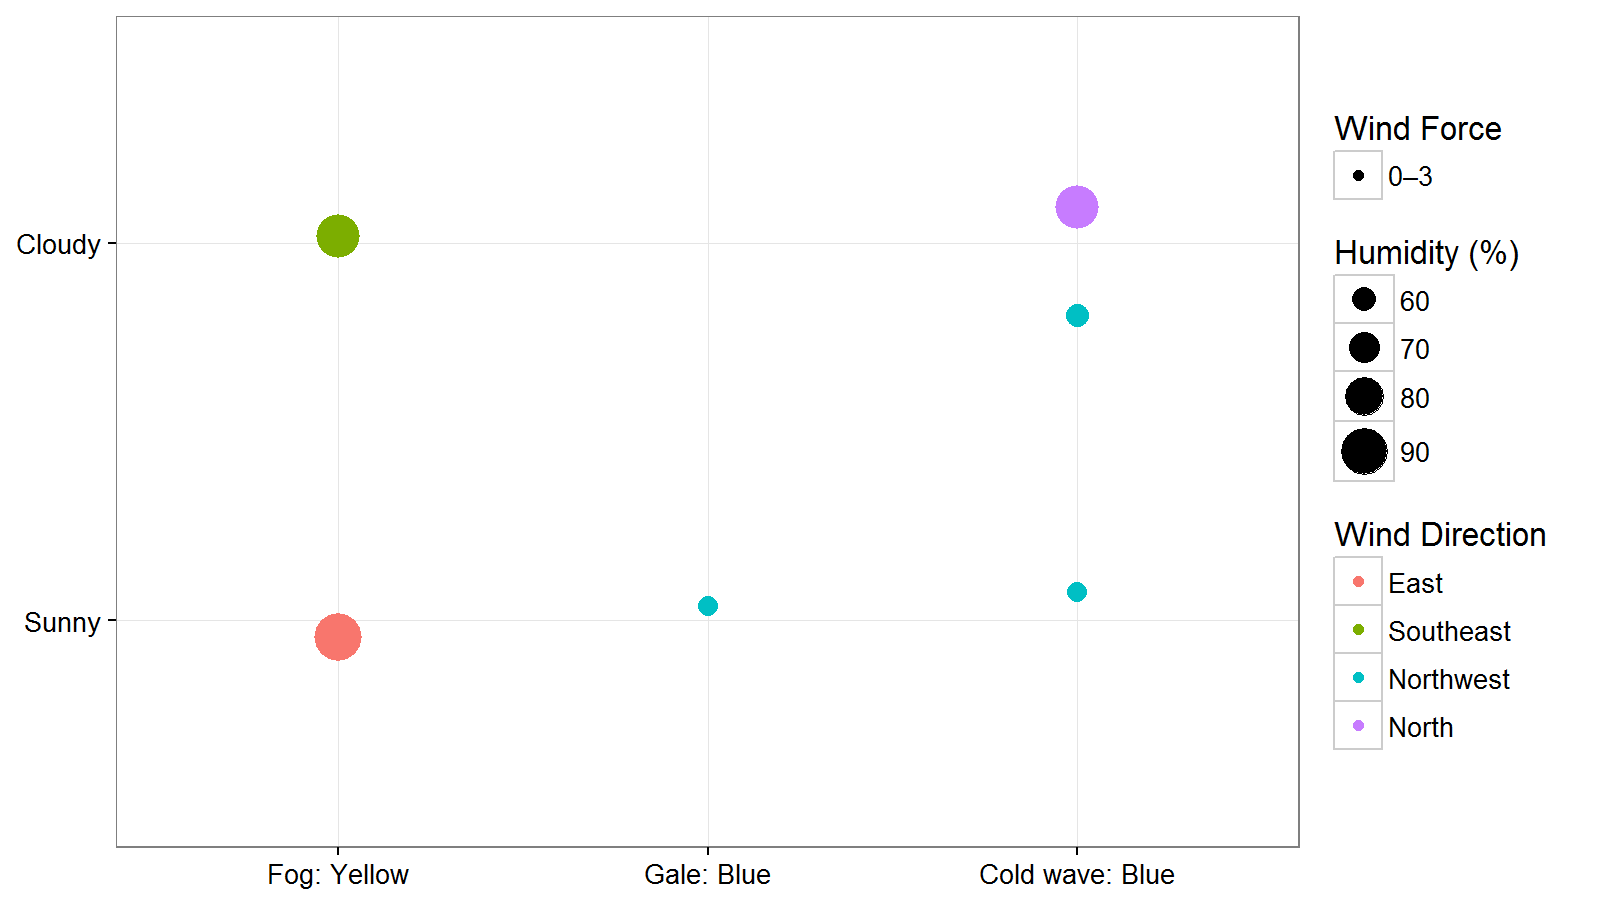 Cloudy
Sunny
Fog: Yellow
Gale: Blue
Cold wave: Blue
Wind Force
0–3
Humidity (%)
60
70
80
90
Wind Direction
East
Southeast
Northwest
North